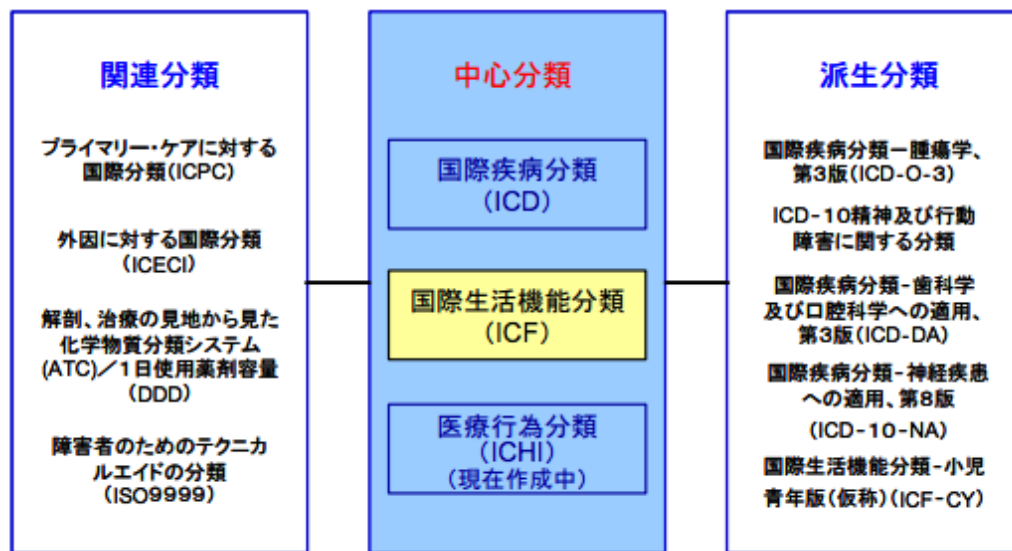 関連分類
プライマリー・ケアに対する
国際分類(ICPC)
外因に対する国際分類
(ICECI)
解剖、治療の見地から見た
化学物質分類システム
(ATC)／1日使用薬剤容量
(DDD)
障害者のためのテクニカ
ルエイドの分類
(ISO9999)
中心分類
国際疾病分類
(ICD)
国際生活機能分類
(ICF)
医療行為分類
(ICHI)
(現在作成中)
派生分類
国際疾病分類－腫瘍学、
第3版(ICD-O-3)
ICD-10精神及び行動
障害に関する分類
国際疾病分類-歯科学
及び口腔科学への適用、
第3版(ICD-DA)
国際疾病分類-神経疾患
への適用、第8版
(ICD-10-NA)
国際生活機能分類-小児
青年版(仮称)(ICF-CY)